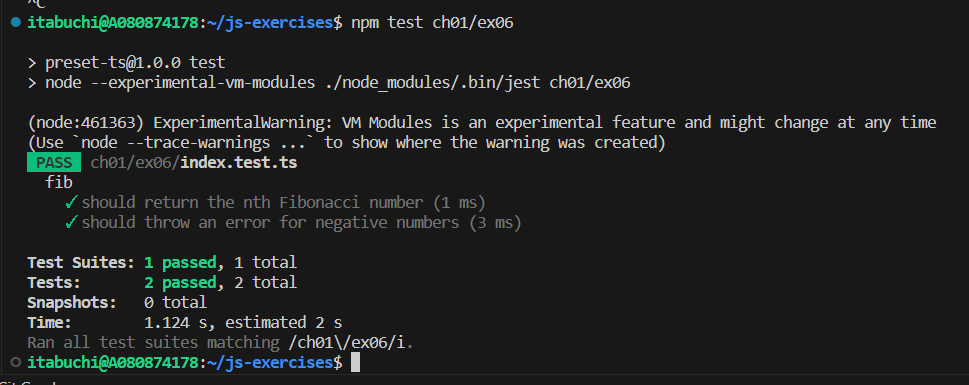 ^C
itabuchi@A080874178:~/js-exercises$ npm test ch01/ex06
> preset-ts@1.0.0 test
> node --experimental-vm-modules ./node_modules/.bin/jest ch01/ex06
(node:461363) ExperimentalWarning: VM Modules is an experimental feature and might change at any time
(Use `node --trace-warnings ...` to show where the warning was created)
PASS ch01/ex06/index.test.ts
fib
✓ should return the nth Fibonacci number (1 ms)
✓ should throw an error for negative numbers (3 ms)
Test Suites: 1 passed, 1 total
Tests: 2 passed, 2 total
Snapshots: 0 total
Time: 1.124 s, estimated 2 s
Ran all test suites matching /ch01\/ex06/i.
itabuchi@A080874178:~/js-exercises$